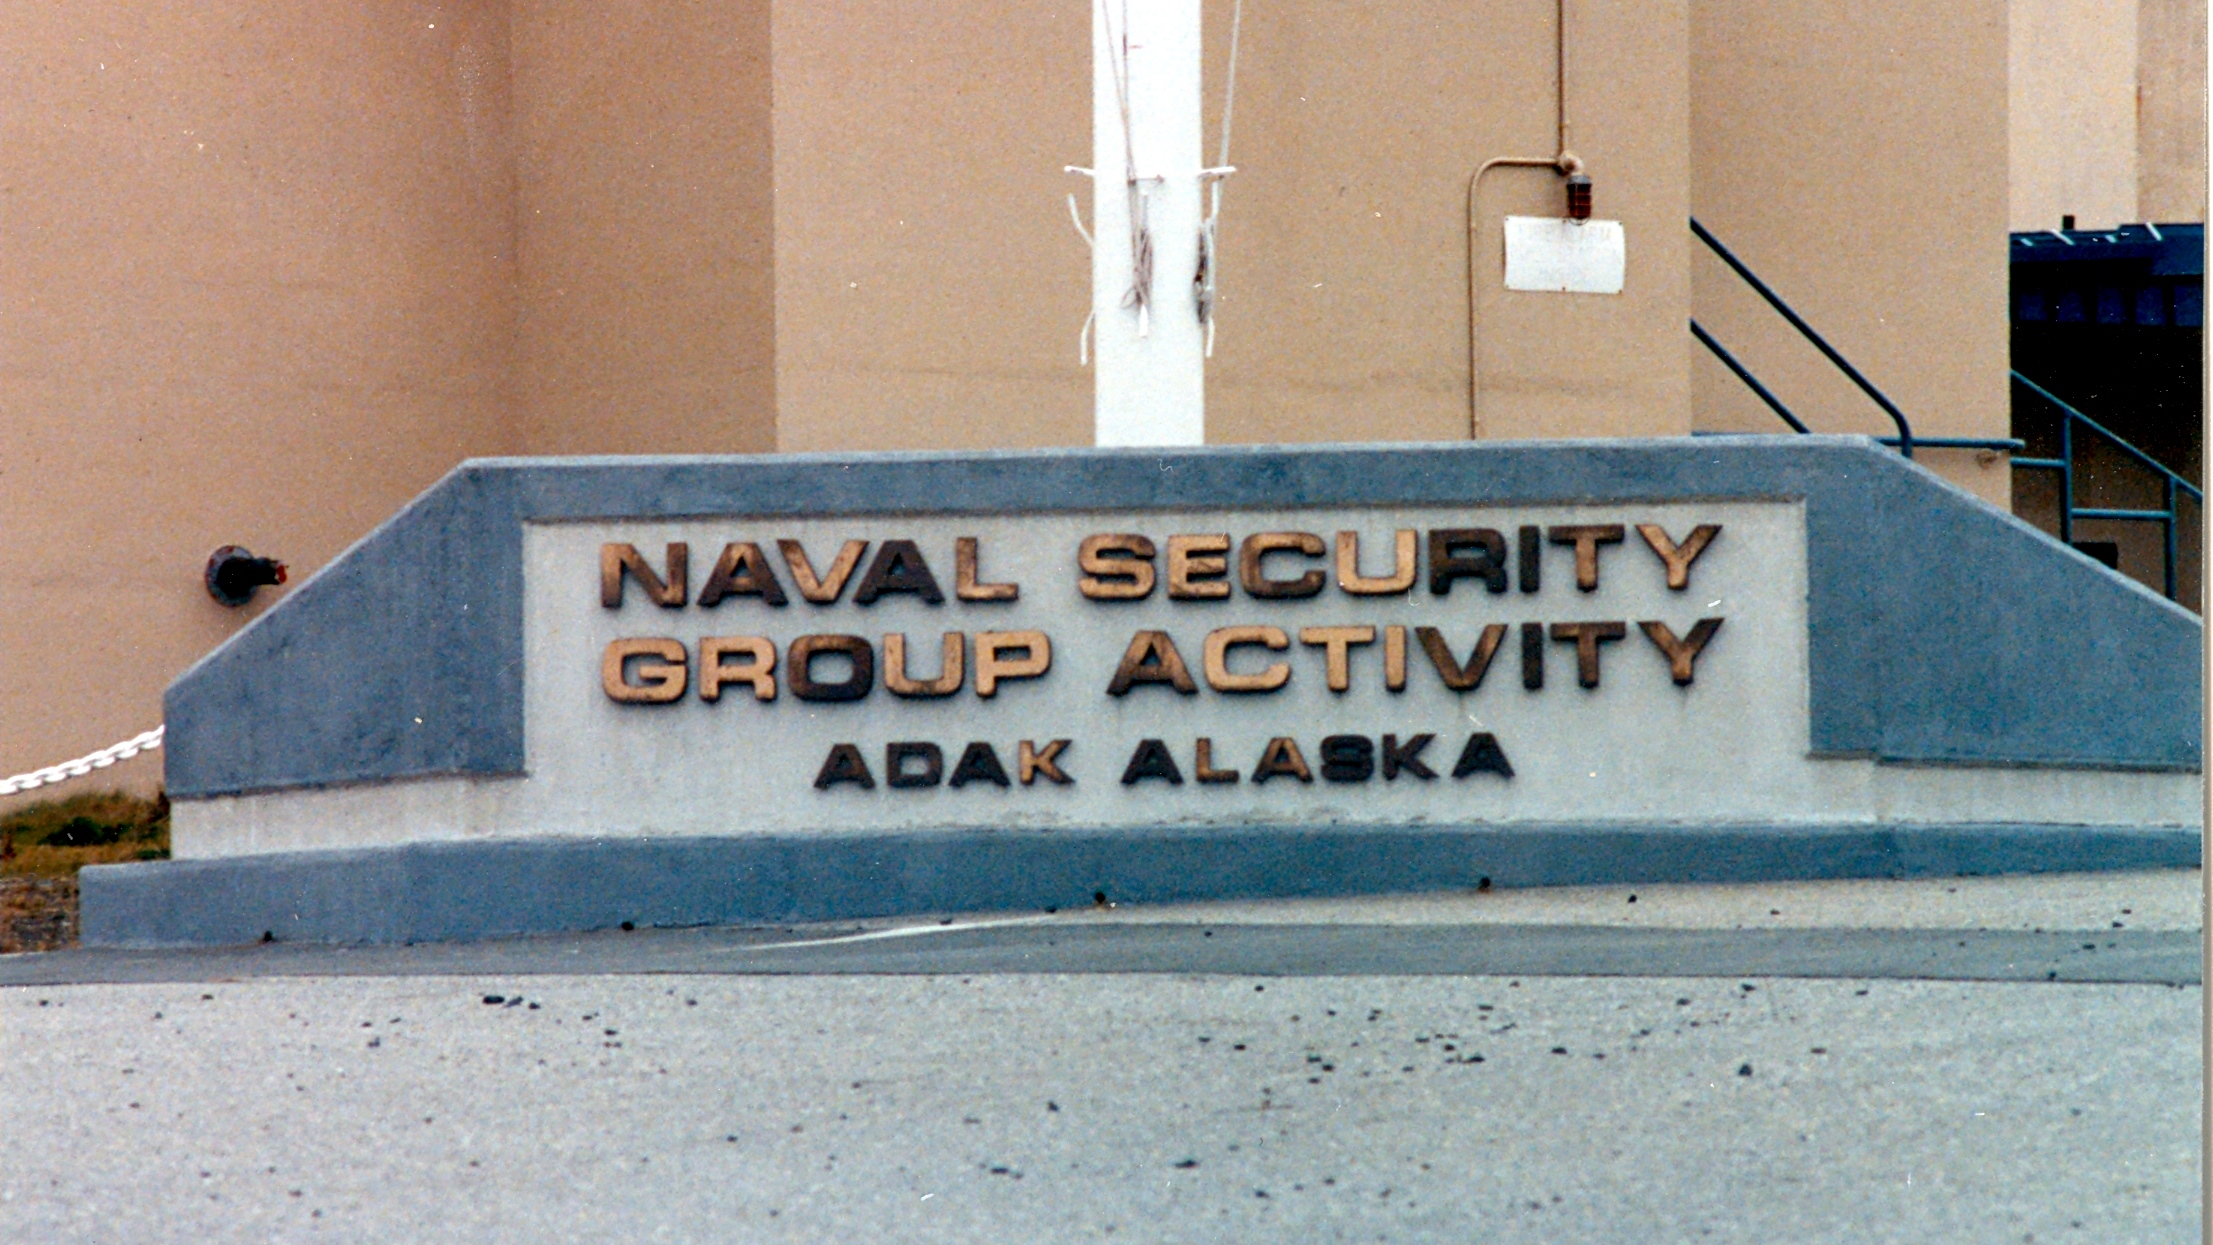 NAVAL SECURITY
GROUP ACTIVITY
ADAK ALASKA